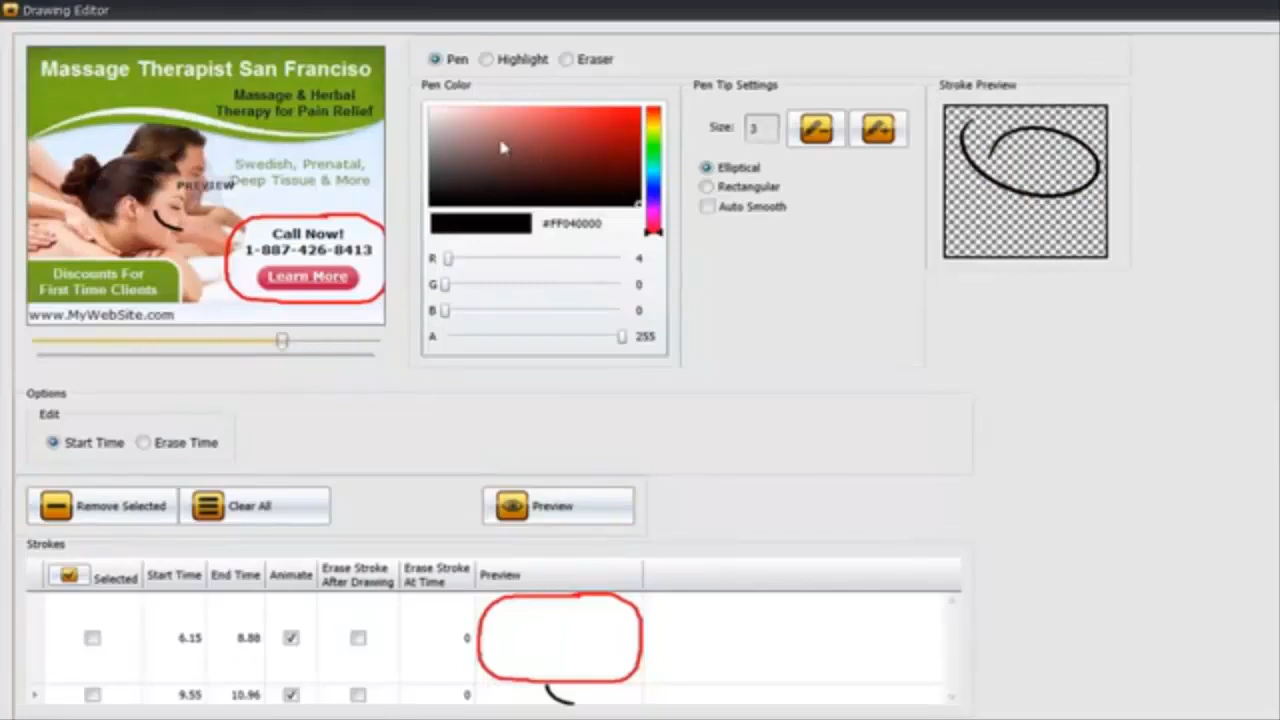 Drawing Editor
Massage Therapist San Franciso
Massage & Herbal
Therapy for Pain Relief
Swedish, Prenatal,
Deep Tissue & More
PREVIEW
Call Now!
1-887-426-8413
Learn More
Discounts For
First Time Clients
www.MyWebSite.com
Pen Highlight Eraser
Pen Color
#FF040000
R 4
G 0
B 0
A 255
Pen Tip Settings
Size: 3
Elliptical
Rectangular
Auto Smooth
Stroke Preview
Options
Edit
Start Time Erase Time
Remove Selected Clear All Preview
Strokes
Selected Start Time End Time Animate Erase Stroke After Drawing Erase Stroke At Time Preview
6.15 8.88 0
9.55 10.96 0